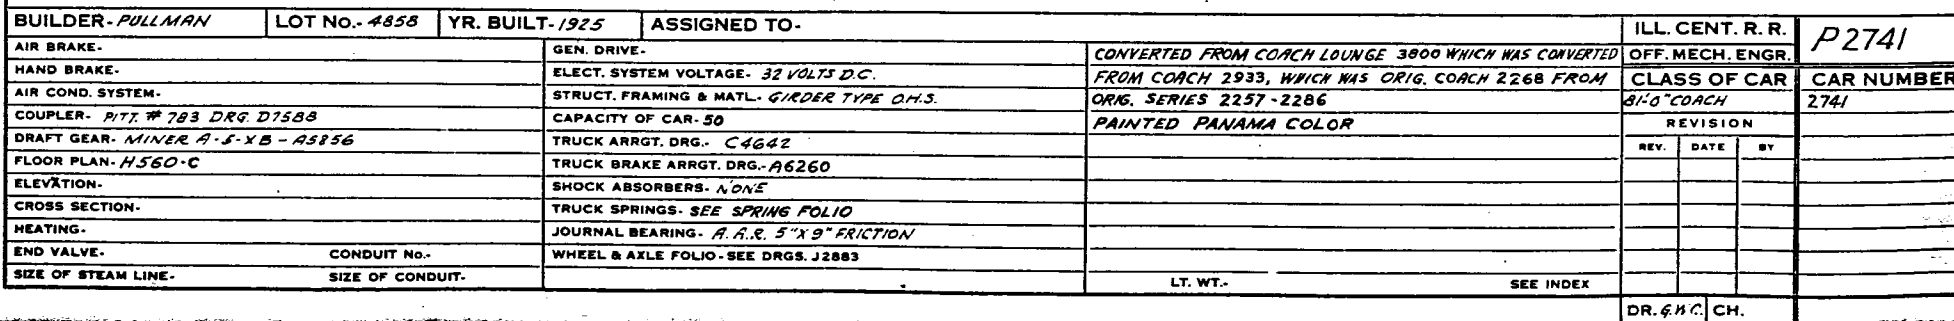 BUILDER- PULLMAN LOT No.- 4858 YR. BUILT- 1925 ASSIGNED TO- ILL. CENT. R. R. P2741
AIR BRAKE- GEN. DRIVE- CONVERTED FROM COACH LOUNGE 3800 WHICH WAS CONVERTED OFF. MECH. ENGR.
HAND BRAKE- ELECT. SYSTEM VOLTAGE- 32 VOLTS D.C. FROM COACH 2933, WHICH WAS ORIG. COACH 2268 FROM CLASS OF CAR CAR NUMBER
AIR COND. SYSTEM- STRUCT. FRAMING & MATL.- GIRDER TYPE O.H.S. ORIG. SERIES 2257-2286 81'-0" COACH 2741
COUPLER- PITT. # 783 DRG. D7588 CAPACITY OF CAR- 50 PAINTED PANAMA COLOR REVISION
DRAFT GEAR- MINER A-5-XB - A5856 TRUCK ARRGT. DRG.- C4642 REV. DATE BY
FLOOR PLAN- H560-C TRUCK BRAKE ARRGT. DRG.- A6260
ELEVATION- SHOCK ABSORBERS- NONE
CROSS SECTION- TRUCK SPRINGS- SEE SPRING FOLIO
HEATING- JOURNAL BEARING- A.A.R. 5"X9" FRICTION
END VALVE- CONDUIT No.- WHEEL & AXLE FOLIO-SEE DRGS. J2883
SIZE OF STEAM LINE- SIZE OF CONDUIT- LT. WT.- SEE INDEX
DR. G.W.C. CH.